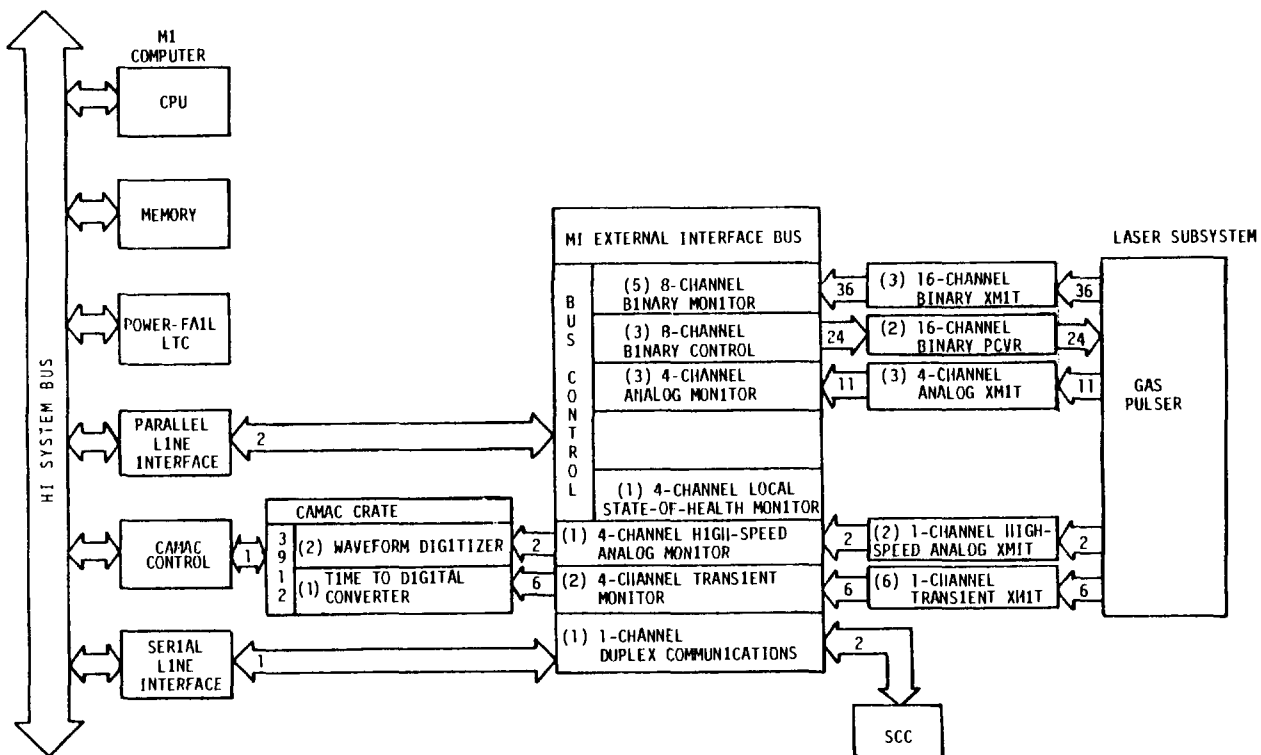 M1
COMPUTER
CPU
MEMORY
POWER-FAIL
LTC
PARALLEL
LINE
INTERFACE
CAMAC
CONTROL
SERIAL
LINE
INTERFACE
HI SYSTEM BUS
2
1
1
CAMAC CRATE
3912
(2) WAVEFORM DIGITIZER
(1) TIME TO DIGITAL
CONVERTER
2
6
MI EXTERNAL INTERFACE BUS
BUS CONTROL
(5) 8-CHANNEL
BINARY MONITOR
(3) 8-CHANNEL
BINARY CONTROL
(3) 4-CHANNEL
ANALOG MONITOR
(1) 4-CHANNEL LOCAL
STATE-OF-HEALTH MONITOR
(1) 4-CHANNEL HIGH-SPEED
ANALOG MONITOR
(2) 4-CHANNEL TRANSIENT
MONITOR
(1) 1-CHANNEL
DUPLEX COMMUNICATIONS
36
(3) 16-CHANNEL
BINARY XMIT
36
24
(2) 16-CHANNEL
BINARY PCVR
24
11
(3) 4-CHANNEL
ANALOG XMIT
11
2
(2) 1-CHANNEL HIGH-
SPEED ANALOG XMIT
2
6
(6) 1-CHANNEL
TRANSIENT XMIT
6
2
SCC
LASER SUBSYSTEM
GAS
PULSER